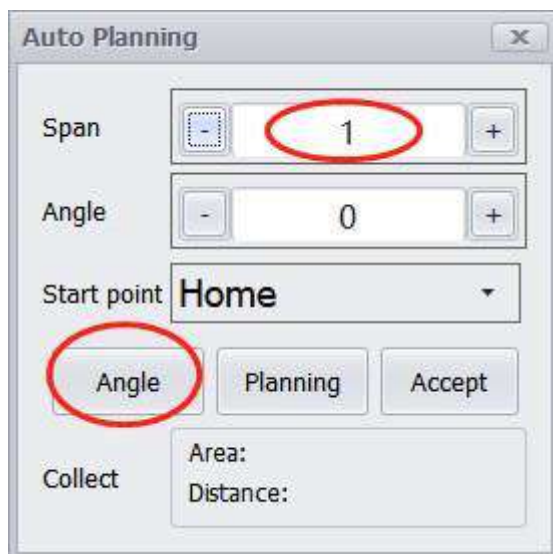 Auto Planning
Span - 1 +
Angle - 0 +
Start point Home
Angle Planning Accept
Collect
Area:
Distance: